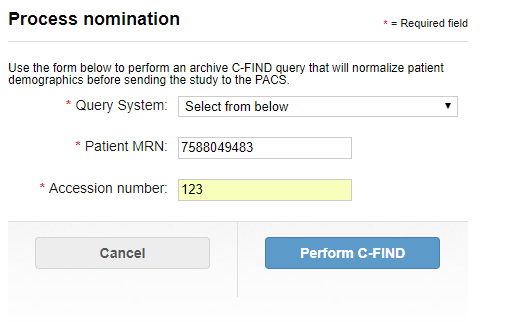 Process nomination
* = Required field
Use the form below to perform an archive C-FIND query that will normalize patient
demographics before sending the study to the PACS.
* Query System: Select from below
* Patient MRN: 7588049483
* Accession number: 123
Cancel Perform C-FIND